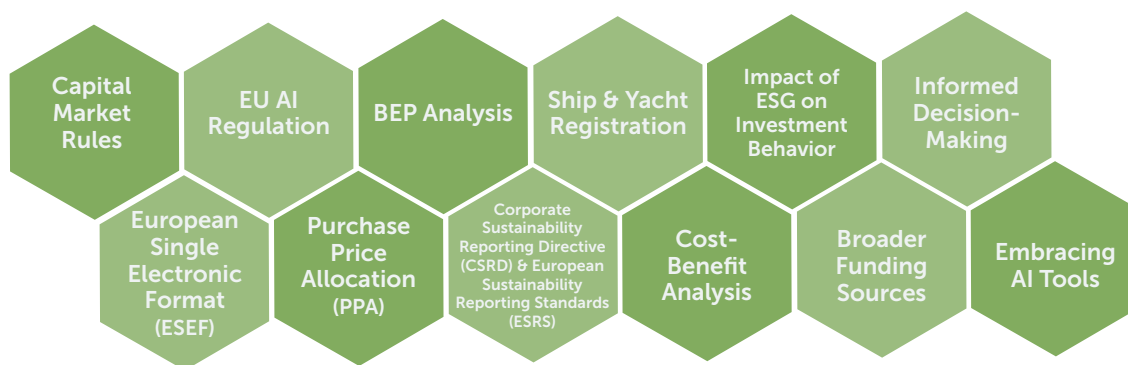 Capital
Market
Rules
EU AI
Regulation
BEP Analysis
Ship & Yacht
Registration
Impact of
ESG on
Investment
Behavior
Informed
Decision-
Making
European
Single
Electronic
Format
(ESEF)
Purchase
Price
Allocation
(PPA)
Corporate
Sustainability
Reporting Directive
(CSRD) & European
Sustainability
Reporting Standards
(ESRS)
Cost-
Benefit
Analysis
Broader
Funding
Sources
Embracing
AI Tools